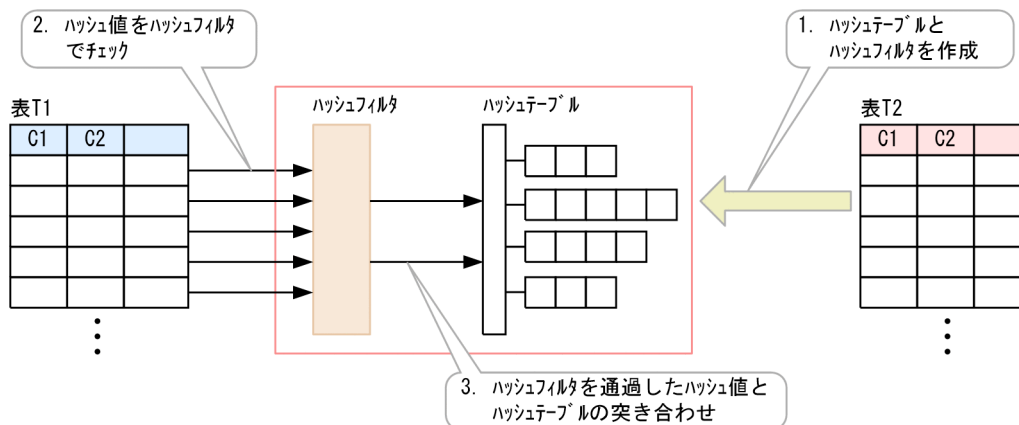 2. ﾊｯｼｭ値をﾊｯｼｭﾌｨﾙﾀ
でﾁｪｯｸ
1. ﾊｯｼｭﾃｰﾌﾞﾙと
ﾊｯｼｭﾌｨﾙﾀを作成
表T1
ﾊｯｼｭﾌｨﾙﾀ
ﾊｯｼｭﾃｰﾌﾞﾙ
表T2
C1 C2
C1 C2
3. ﾊｯｼｭﾌｨﾙﾀを通過したﾊｯｼｭ値と
ﾊｯｼｭﾃｰﾌﾞﾙの突き合わせ